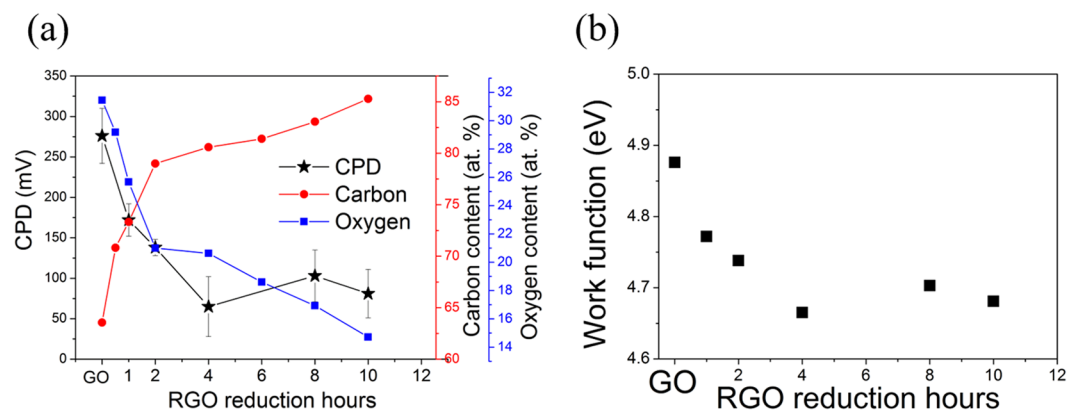 (a)
350
300
250
200
150
100
50
0
CPD (mV)
GO 1 2 4 6 8 10 12
RGO reduction hours
CPD
Carbon
Oxygen
85
80
75
70
65
60
Carbon content (at. %)
32
30
28
26
24
22
21
19
18
16
14
Oxygen content (at. %)
(b)
5.0
4.9
4.8
4.7
4.6
Work function (eV)
GO 2 4 6 8 10 12
RGO reduction hours